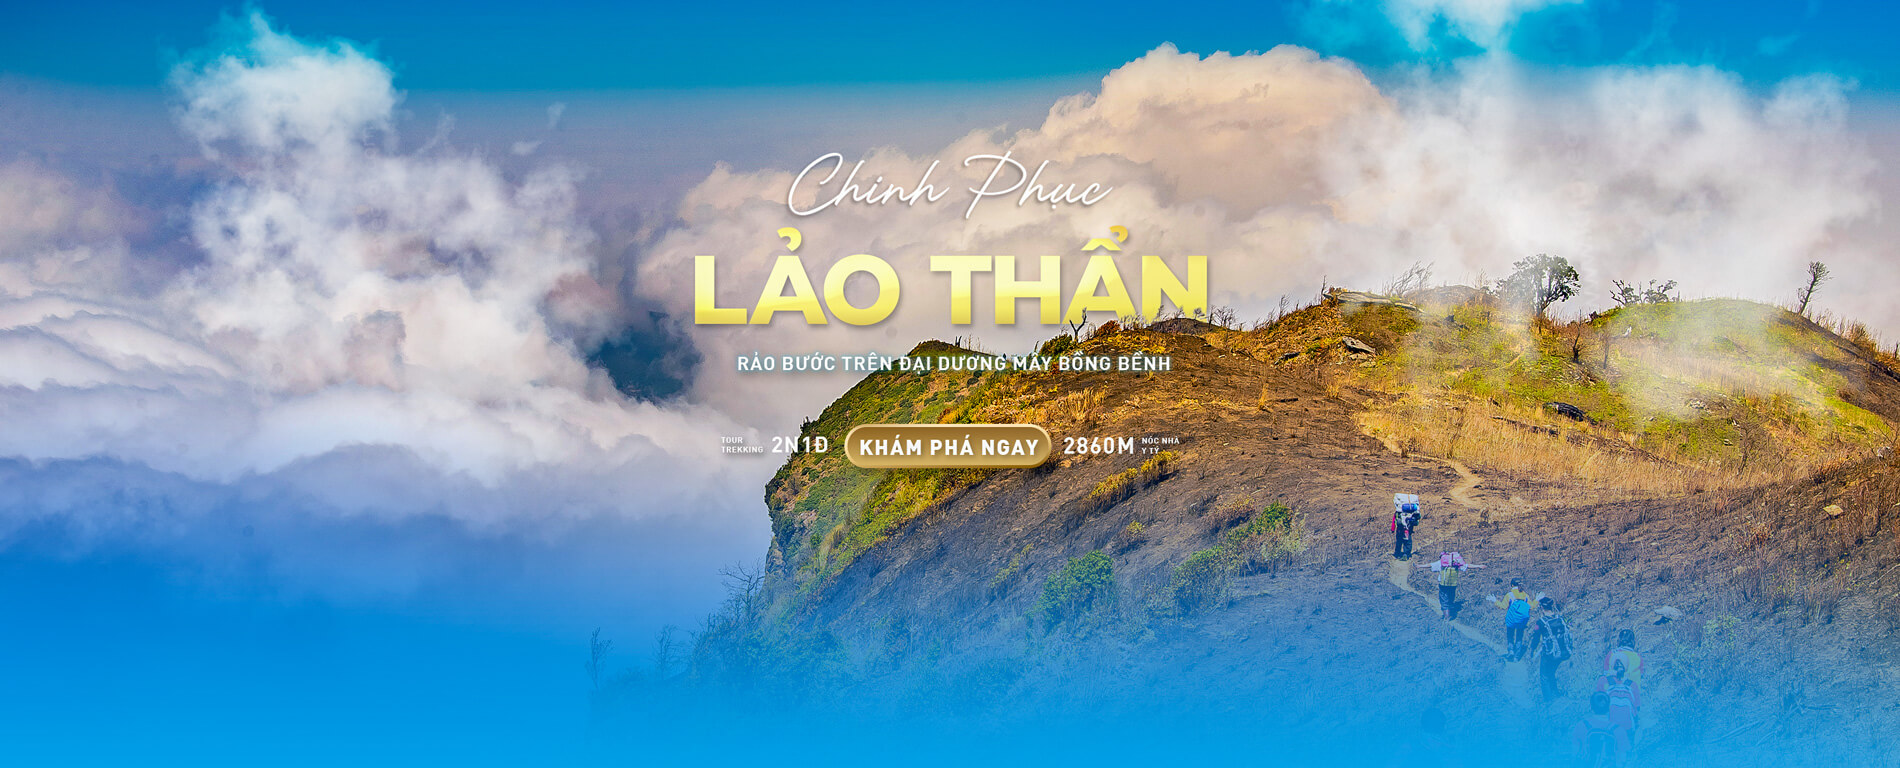 Chinh Phục
LẢO THẨN
RẢO BƯỚC TRÊN ĐẠI DƯƠNG MÂY BỒNG BỀNH
TOUR
TREKKING
2N1Đ
KHÁM PHÁ NGAY
2860M
NÓC NHÀ
Y TÝ